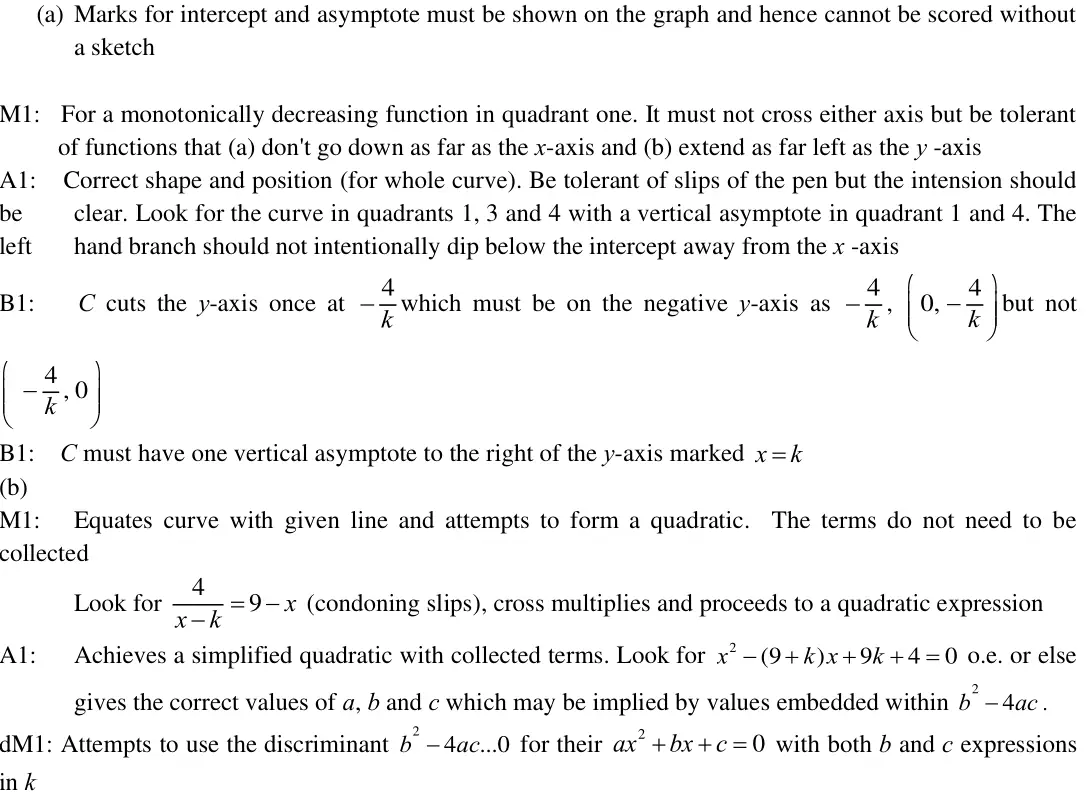 (a) Marks for intercept and asymptote must be shown on the graph and hence cannot be scored without
a sketch
M1: For a monotonically decreasing function in quadrant one. It must not cross either axis but be tolerant
of functions that (a) don't go down as far as the x-axis and (b) extend as far left as the y -axis
A1: Correct shape and position (for whole curve). Be tolerant of slips of the pen but the intension should
be clear. Look for the curve in quadrants 1, 3 and 4 with a vertical asymptote in quadrant 1 and 4. The
left hand branch should not intentionally dip below the intercept away from the x -axis
B1: C cuts the y-axis once at −4/k which must be on the negative y-axis as −4/k, (0, −4/k) but not
(−4/k, 0)
B1: C must have one vertical asymptote to the right of the y-axis marked x = k
(b)
M1: Equates curve with given line and attempts to form a quadratic. The terms do not need to be
collected
Look for 4/(x − k) = 9 − x (condoning slips), cross multiplies and proceeds to a quadratic expression
A1: Achieves a simplified quadratic with collected terms. Look for x² − (9 + k)x + 9k + 4 = 0 o.e. or else
gives the correct values of a, b and c which may be implied by values embedded within b² − 4ac .
dM1: Attempts to use the discriminant b² − 4ac...0 for their ax² + bx + c = 0 with both b and c expressions
in k